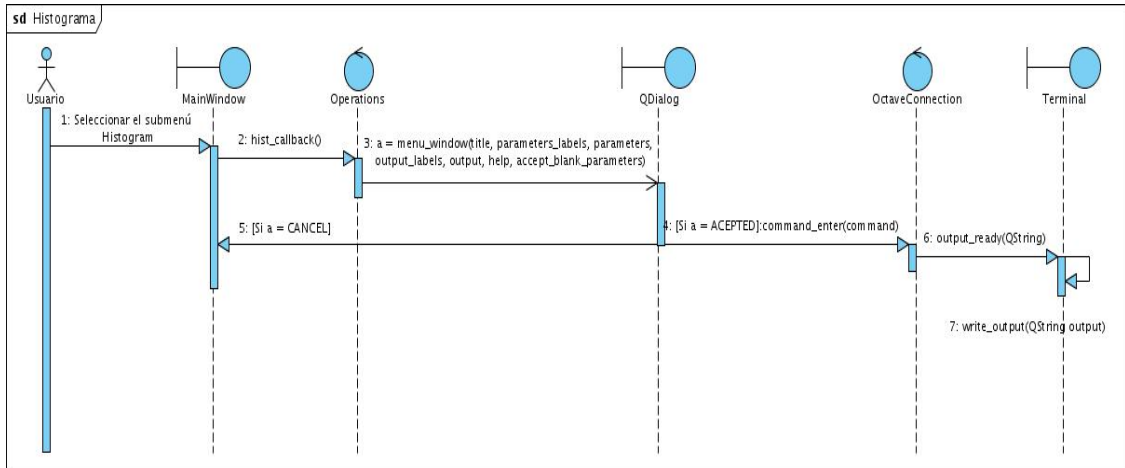 sd Histograma
Usuario
MainWindow
Operations
QDialog
OctaveConnection
Terminal
1: Seleccionar el submenú
Histogram
2: hist_callback()
3: a = menu_window(title, parameters_labels, parameters,
output_labels, output, help, accept_blank_parameters)
5: [Si a = CANCEL]
4: [Si a = ACEPTED]:command_enter(command)
6: output_ready(QString)
7: write_output(QString output)